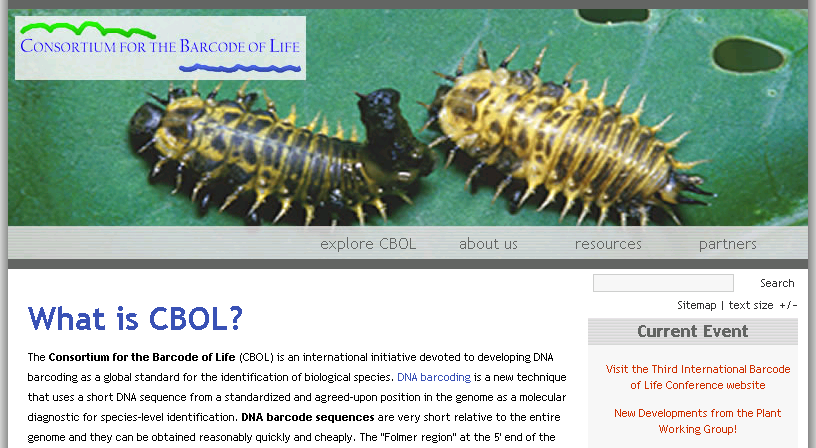 CONSORTIUM FOR THE BARCODE OF LIFE
explore CBOL about us resources partners
Search
Sitemap | text size +/-
What is CBOL?
The Consortium for the Barcode of Life (CBOL) is an international initiative devoted to developing DNA
barcoding as a global standard for the identification of biological species. DNA barcoding is a new technique
that uses a short DNA sequence from a standardized and agreed-upon position in the genome as a molecular
diagnostic for species-level identification. DNA barcode sequences are very short relative to the entire
genome and they can be obtained reasonably quickly and cheaply. The "Folmer region" at the 5' end of the
Current Event
Visit the Third International Barcode
of Life Conference website
New Developments from the Plant
Working Group!